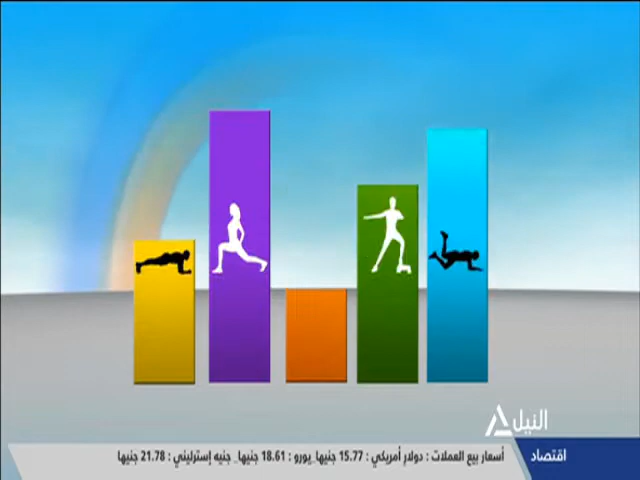 النيل
اقتصاد
أسعار بيع العملات : دولار أمريكي : 15.77 جنيها_ يورو : 18.61 جنيها_ جنيه إسترليني : 21.78 جنيها